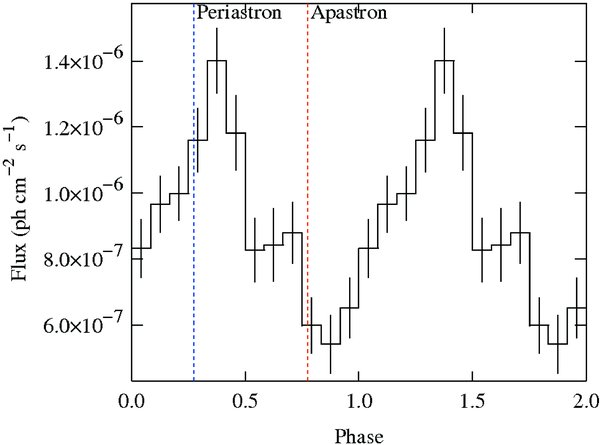 Periastron Apastron
1.4×10⁻⁶
1.2×10⁻⁶
1.0×10⁻⁶
8.0×10⁻⁷
6.0×10⁻⁷
Flux (ph cm⁻² s⁻¹)
0.0 0.5 1.0 1.5 2.0
Phase